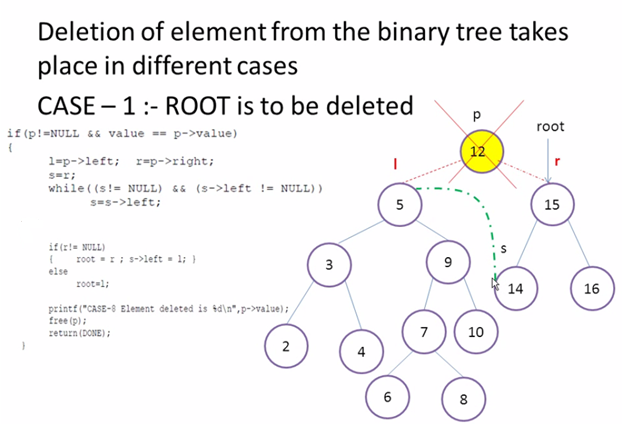 Deletion of element from the binary tree takes
place in different cases
CASE – 1 :- ROOT is to be deleted
if(p!=NULL && value == p->value)
{
l=p->left; r=p->right;
s=r;
while((s!= NULL) && (s->left != NULL))
s=s->left;
if(r!= NULL)
{ root = r ; s->left = l; }
else
root=l;
printf("CASE-0 Element deleted is %d\n",p->value);
free(p);
return(DONE);
}
p
root
12
l
r
5
15
s
3
9
14
16
2
4
7
10
6
8